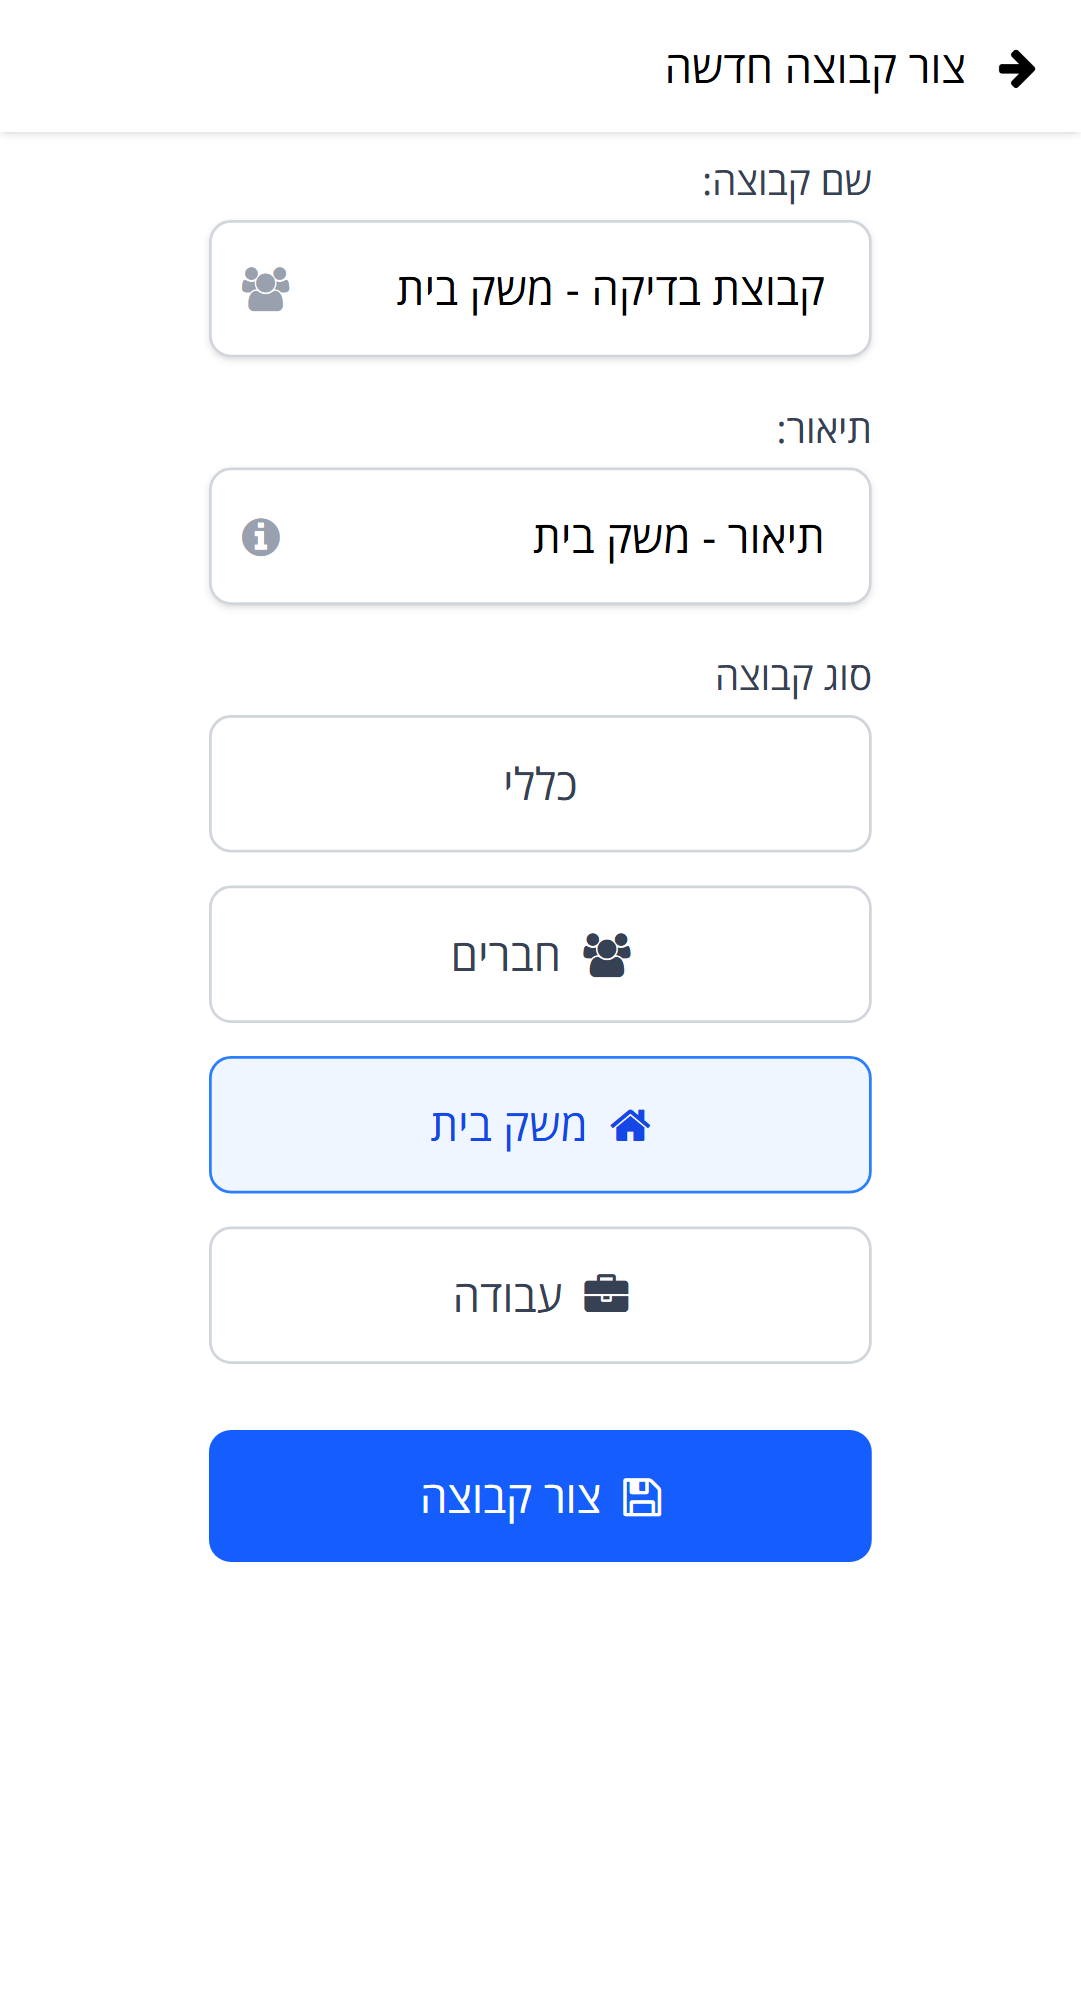 צור קבוצה חדשה
שם קבוצה:
קבוצת בדיקה - משק בית
תיאור:
תיאור - משק בית
סוג קבוצה
כללי
חברים
משק בית
עבודה
צור קבוצה